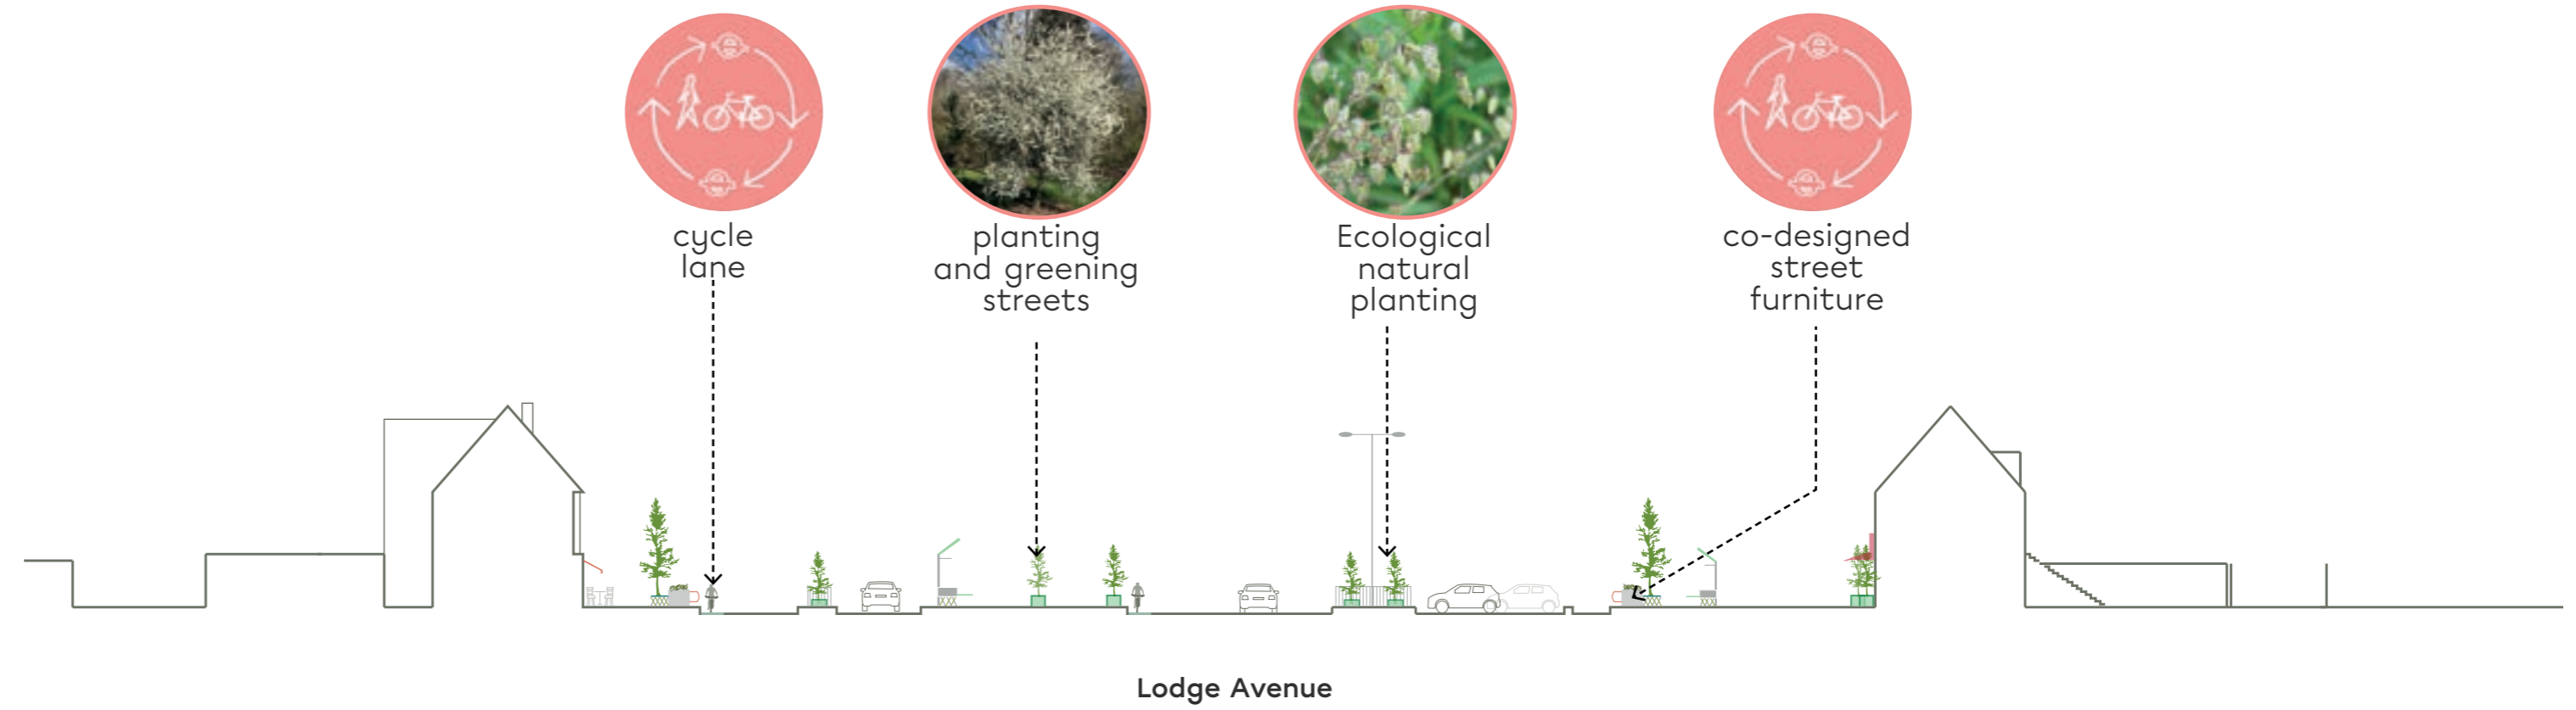 cycle
lane
planting
and greening
streets
Ecological
natural
planting
co-designed
street
furniture
Lodge Avenue